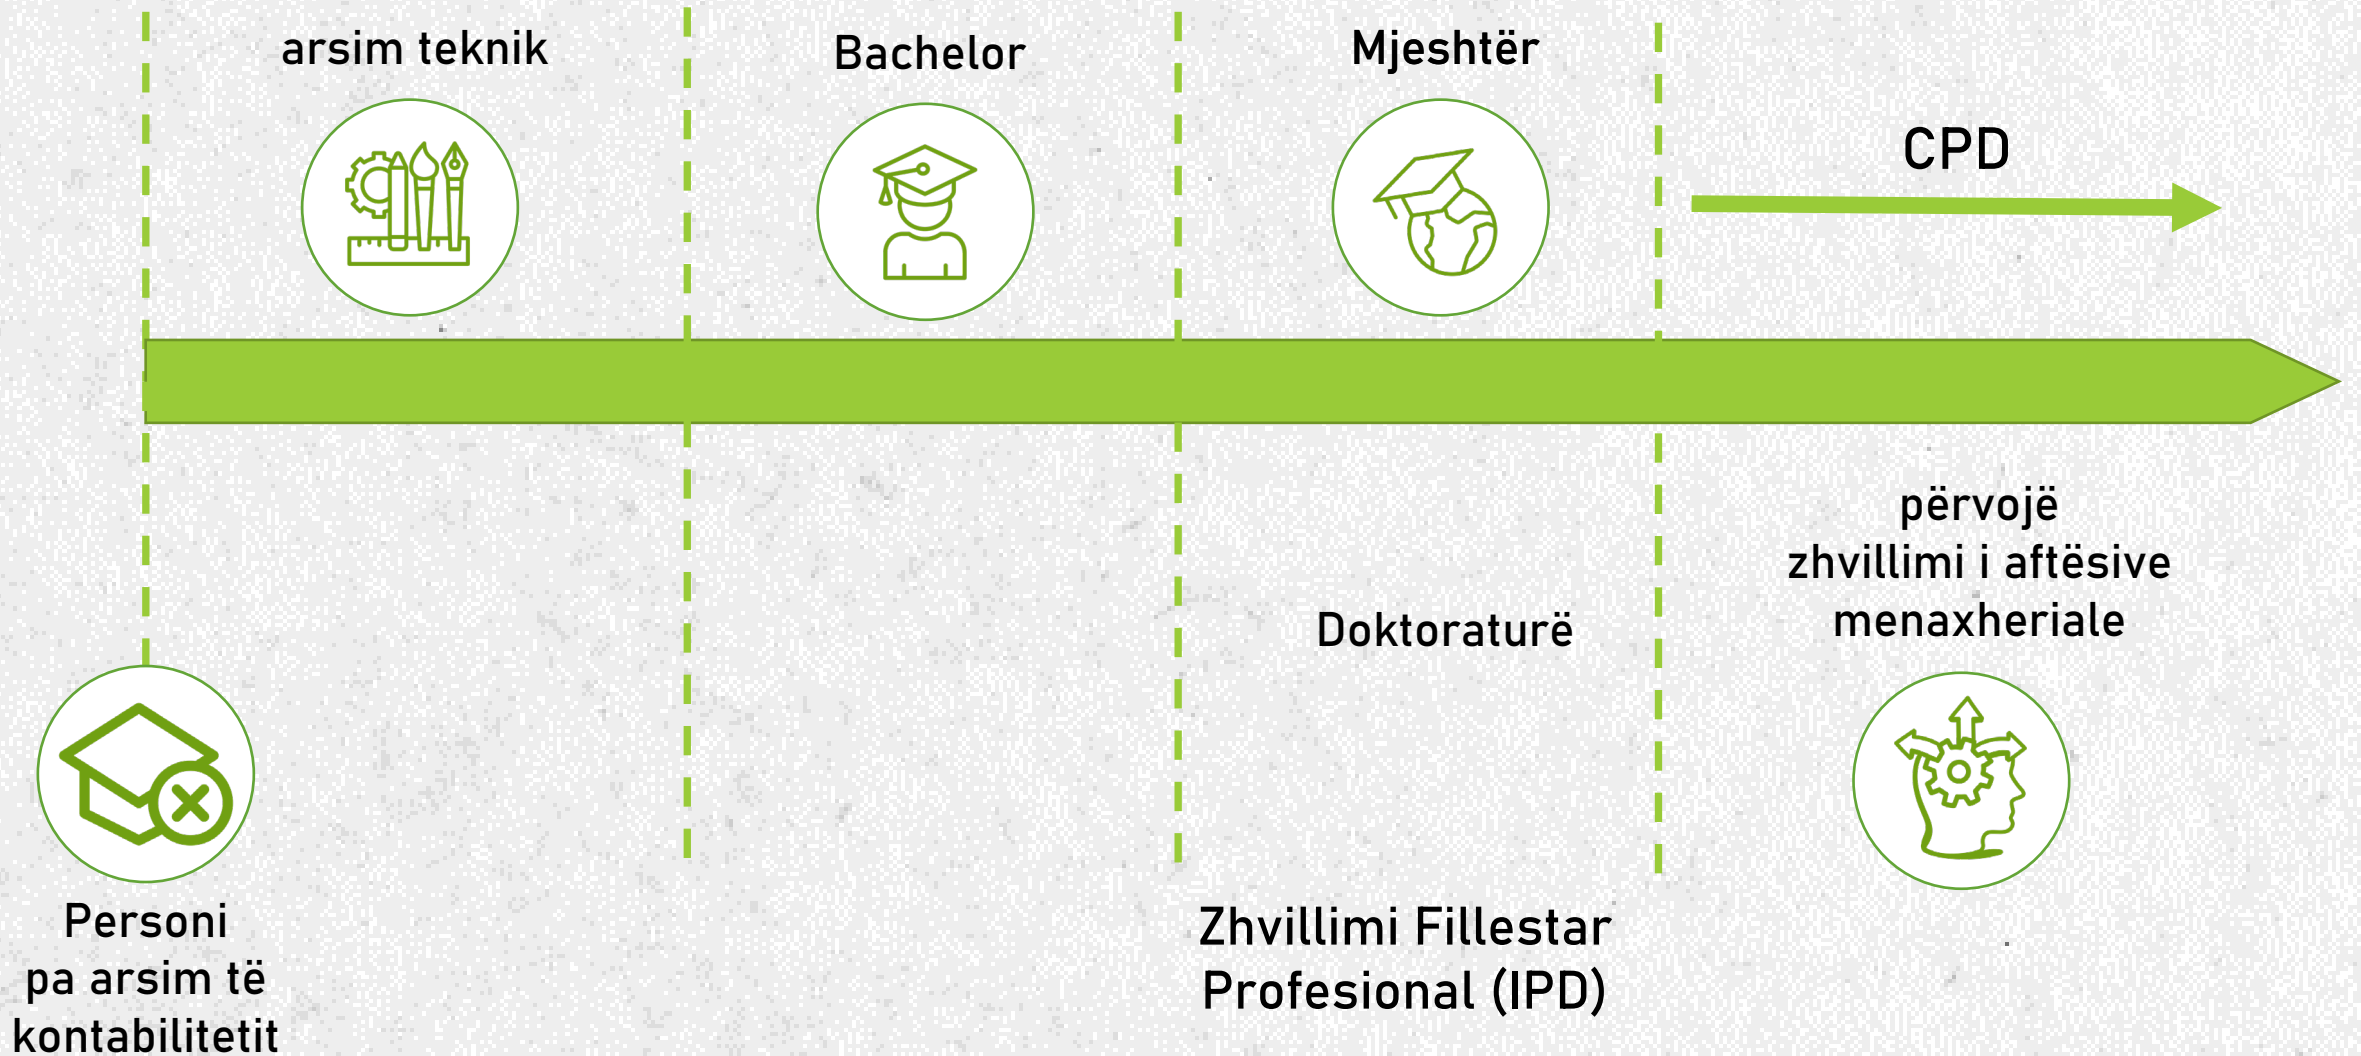 arsim teknik
Bachelor
Mjeshtër
CPD
përvojë
zhvillimi i aftësive
menaxheriale
Doktoraturë
Personi
pa arsim të
kontabilitetit
Zhvillimi Fillestar
Profesional (IPD)